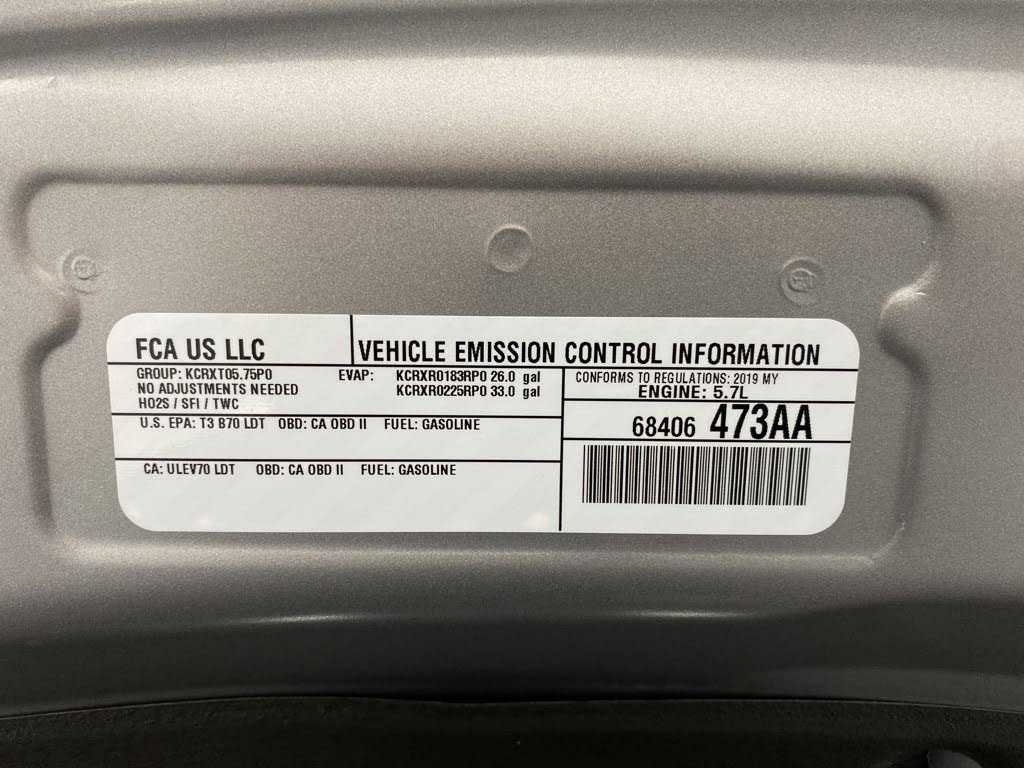 FCA US LLC
VEHICLE EMISSION CONTROL INFORMATION
GROUP: KCRXT05.75P0
NO ADJUSTMENTS NEEDED
HO2S / SFI / TWC
EVAP: KCRXR0183RP0 26.0 gal
KCRXR0225RP0 33.0 gal
CONFORMS TO REGULATIONS: 2019 MY
ENGINE: 5.7L
U.S. EPA: T3 B70 LDT OBD: CA OBD II FUEL: GASOLINE
68406 473AA
CA: ULEV70 LDT OBD: CA OBD II FUEL: GASOLINE